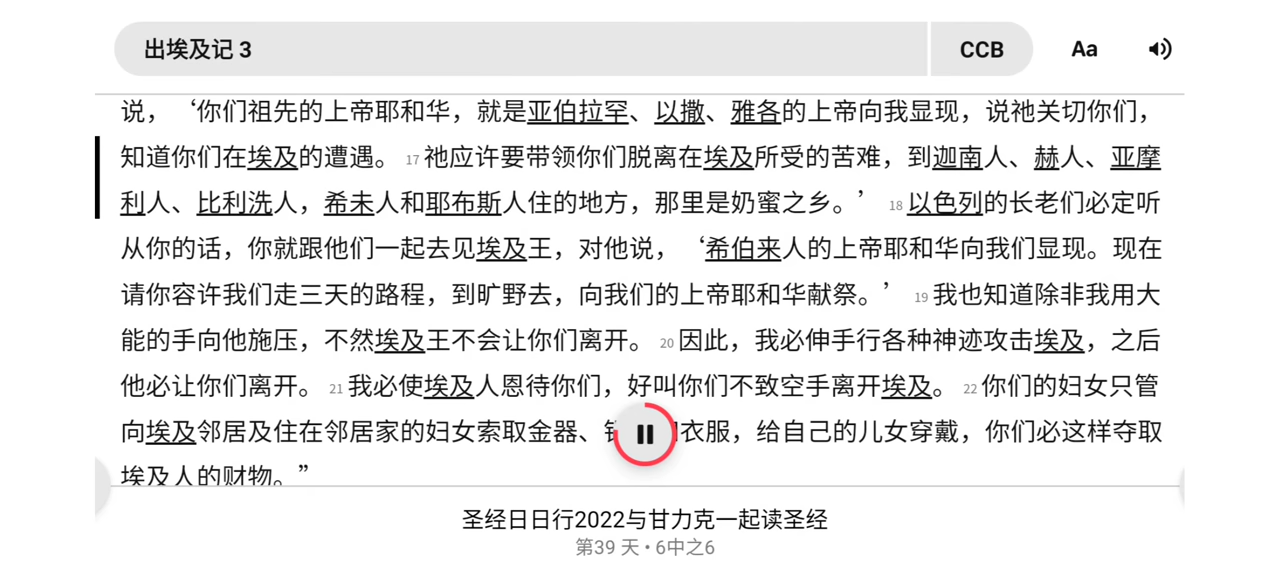 出埃及记 3
CCB
Aa
说，‘你们祖先的上帝耶和华，就是亚伯拉罕、以撒、雅各的上帝向我显现，说祂关切你们，
知道你们在埃及的遭遇。 17 祂应许要带领你们脱离在埃及所受的苦难，到迦南人、赫人、亚摩
利人、比利洗人，希未人和耶布斯人住的地方，那里是奶蜜之乡。’ 18 以色列的长老们必定听
从你的话，你就跟他们一起去见埃及王，对他说，‘希伯来人的上帝耶和华向我们显现。现在
请你容许我们走三天的路程，到旷野去，向我们的上帝耶和华献祭。’ 19 我也知道除非我用大
能的手向他施压，不然埃及王不会让你们离开。 20 因此，我必伸手行各种神迹攻击埃及，之后
他必让你们离开。 21 我必使埃及人恩待你们，好叫你们不致空手离开埃及。 22 你们的妇女只管
向埃及邻居及住在邻居家的妇女索取金器、衣服，给自己的儿女穿戴，你们必这样夺取
埃及人的财物。”
圣经日日行2022与甘力克一起读圣经
第39 天 • 6中之6